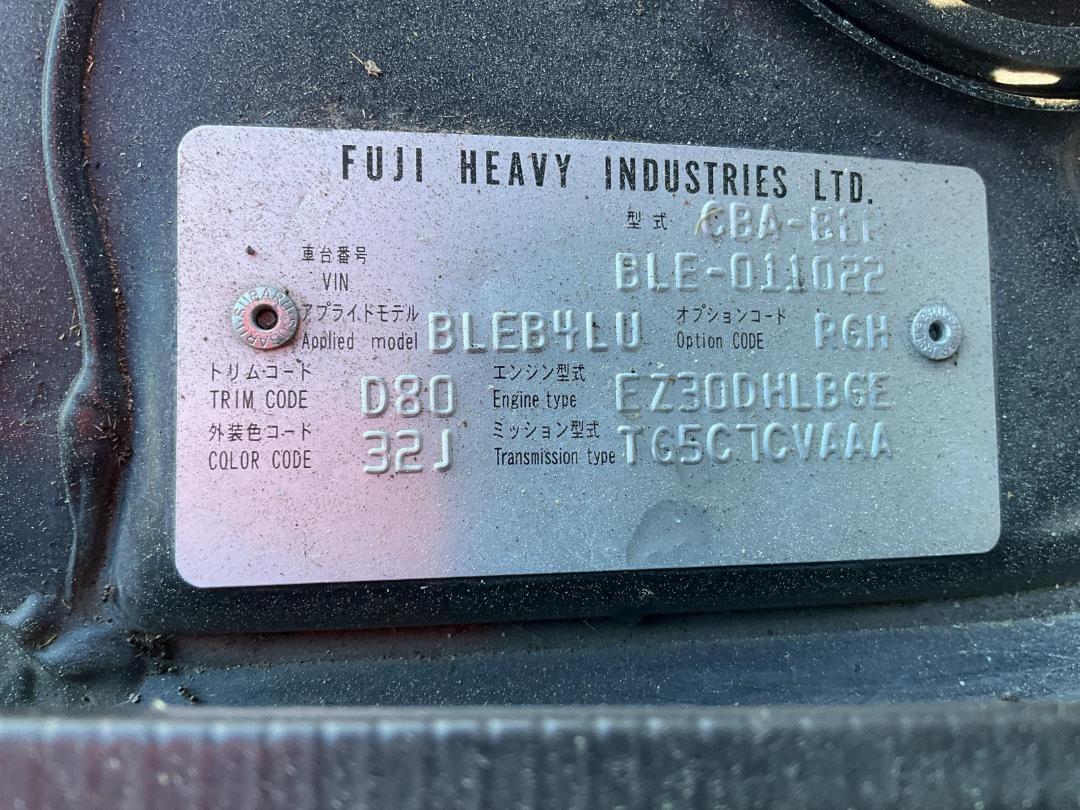 FUJI HEAVY INDUSTRIES LTD.
型式 CBA-BLE
車台番号
VIN BLE-011022
アプライドモデル オプションコード
Applied model BLEB4LU Option CODE RGH
トリム・コード エンジン型式
TRIM CODE D80 Engine type EZ30DHLBGE
外装色コード ミッション型式
COLOR CODE 32J Transmission type TG5C7CVAAA